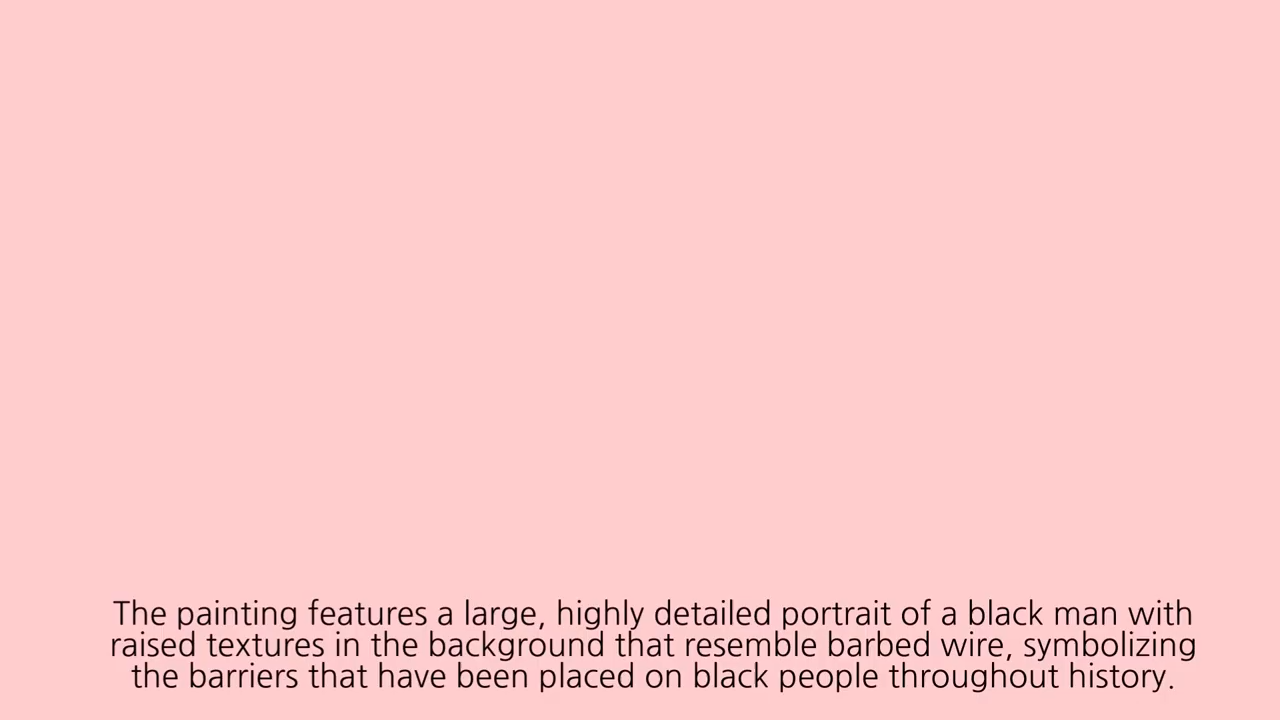 The painting features a large, highly detailed portrait of a black man with
raised textures in the background that resemble barbed wire, symbolizing
the barriers that have been placed on black people throughout history.